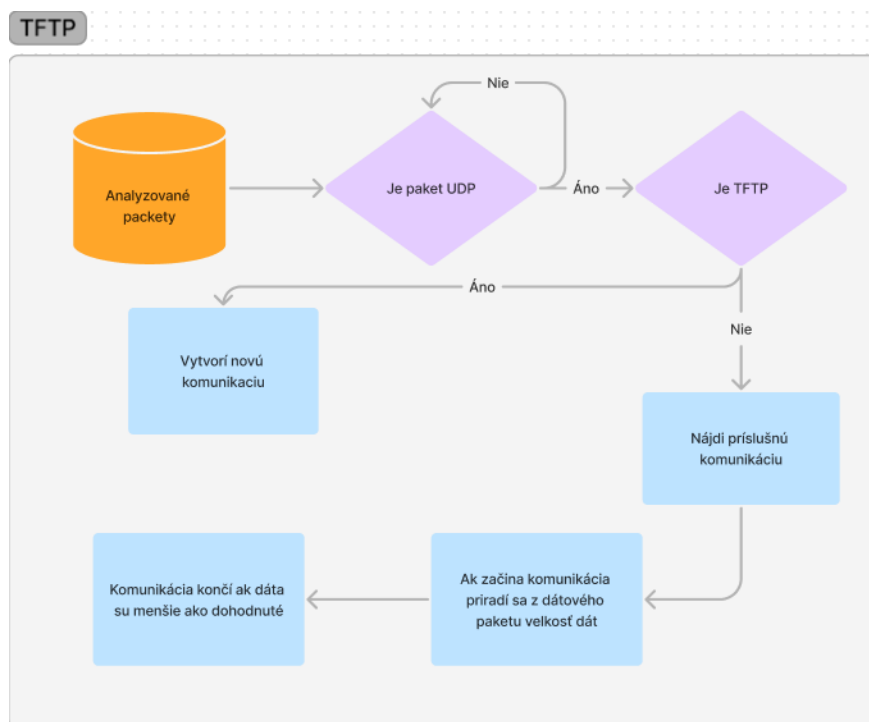 TFTP
Nie
Analyzované
packety
Je paket UDP
Áno
Je TFTP
Áno
Nie
Vytvorí novú
komunikaciu
Nájdi príslušnú
komunikáciu
Ak začina komunikácia
priradí sa z dátového
paketu velkosť dát
Komunikácia končí ak dáta
su menšie ako dohodnuté